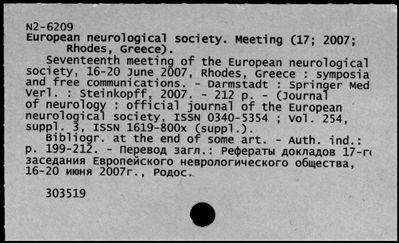 N2-6209
European neurological society. Meeting (17; 2007;
Rhodes, Greece).
Seventeenth meeting of the European neurological
society, 16-20 June 2007, Rhodes, Greece : symposia
and free communications. - Darmstadt : Springer Med
Verl. : Steinkopff, 2007. - 212 p. - (Journal
of neurology : official journal of the European
neurological society, ISSN 0340-5354 ; Vol. 254,
suppl. 3, ISSN 1619-800x (suppl.).
Bibliogr. at the end of some art. - Auth. ind.:
p. 199-212. - Перевод загл.: Рефераты докладов 17-го
заседания Европейского неврологического общества,
16-20 июня 2007г., Родос.
303519